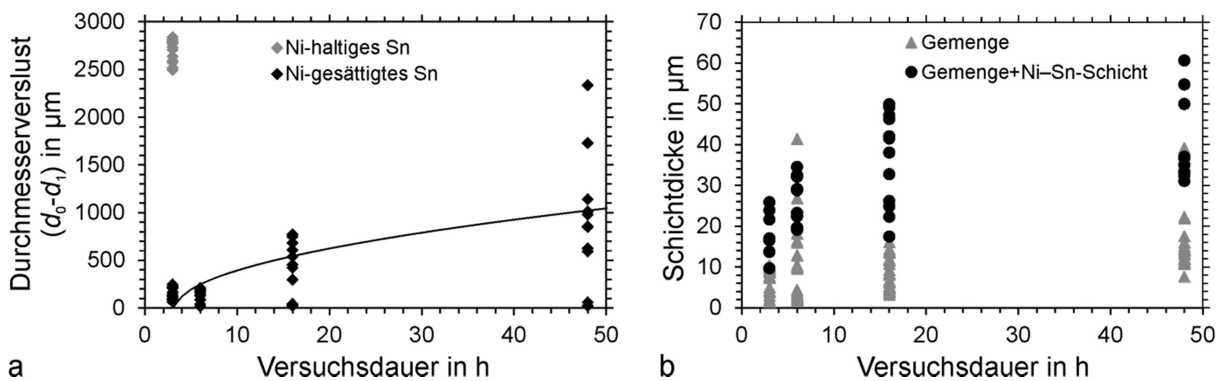 3000
2500
2000
1500
1000
500
0
Durchmesserverslust
(d₀-d₁) in µm
Ni-haltiges Sn
Ni-gesättigtes Sn
0 10 20 30 40 50
Versuchsdauer in h
a
70
60
50
40
30
20
10
0
Schichtdicke in µm
Gemenge
Gemenge+Ni–Sn-Schicht
0 10 20 30 40 50
Versuchsdauer in h
b